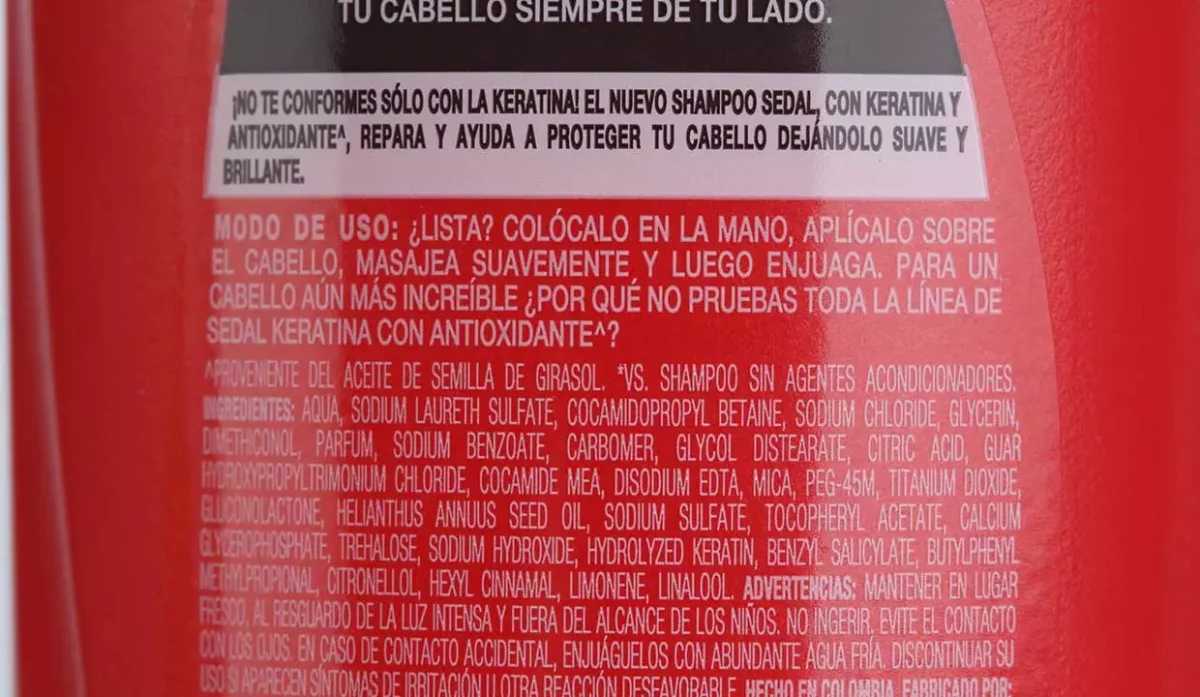 TU CABELLO SIEMPRE DE TU LADO.
¡NO TE CONFORMES SÓLO CON LA KERATINA! EL NUEVO SHAMPOO SEDAL, CON KERATINA Y
ANTIOXIDANTE^, REPARA Y AYUDA A PROTEGER TU CABELLO DEJÁNDOLO SUAVE Y
BRILLANTE.
MODO DE USO: ¿LISTA? COLÓCALO EN LA MANO, APLÍCALO SOBRE
EL CABELLO, MASAJEA SUAVEMENTE Y LUEGO ENJUAGA. PARA UN
CABELLO AÚN MÁS INCREÍBLE ¿POR QUÉ NO PRUEBAS TODA LA LÍNEA DE
SEDAL KERATINA CON ANTIOXIDANTE^?
^PROVENIENTE DEL ACEITE DE SEMILLA DE GIRASOL. *VS. SHAMPOO SIN AGENTES ACONDICIONADORES.
INGREDIENTES: AQUA, SODIUM LAURETH SULFATE, COCAMIDOPROPYL BETAINE, SODIUM CHLORIDE, GLYCERIN,
DIMETHICONOL, PARFUM, SODIUM BENZOATE, CARBOMER, GLYCOL DISTEARATE, CITRIC ACID, GUAR
HYDROXYPROPYLTRIMONIUM CHLORIDE, COCAMIDE MEA, DISODIUM EDTA, MICA, PEG-45M, TITANIUM DIOXIDE,
GLUCONOLACTONE, HELIANTHUS ANNUUS SEED OIL, SODIUM SULFATE, TOCOPHERYL ACETATE, CALCIUM
GLYCEROPHOSPHATE, TREHALOSE, SODIUM HYDROXIDE, HYDROLYZED KERATIN, BENZYL SALICYLATE, BUTYLPHENYL
METHYLPROPIONAL, CITRONELLOL, HEXYL CINNAMAL, LIMONENE, LINALOOL. ADVERTENCIAS: MANTENER EN LUGAR
FRESCO, AL RESGUARDO DE LA LUZ INTENSA Y FUERA DEL ALCANCE DE LOS NIÑOS. NO INGERIR. EVITE EL CONTACTO
CON LOS OJOS. EN CASO DE CONTACTO ACCIDENTAL, ENJUÁGUELOS CON ABUNDANTE AGUA FRÍA. DISCONTINUAR SU
USO SI APARECEN SÍNTOMAS DE IRRITACIÓN U OTRA REACCIÓN DESFAVORABLE. HECHO EN COLOMBIA. FABRICADO POR: